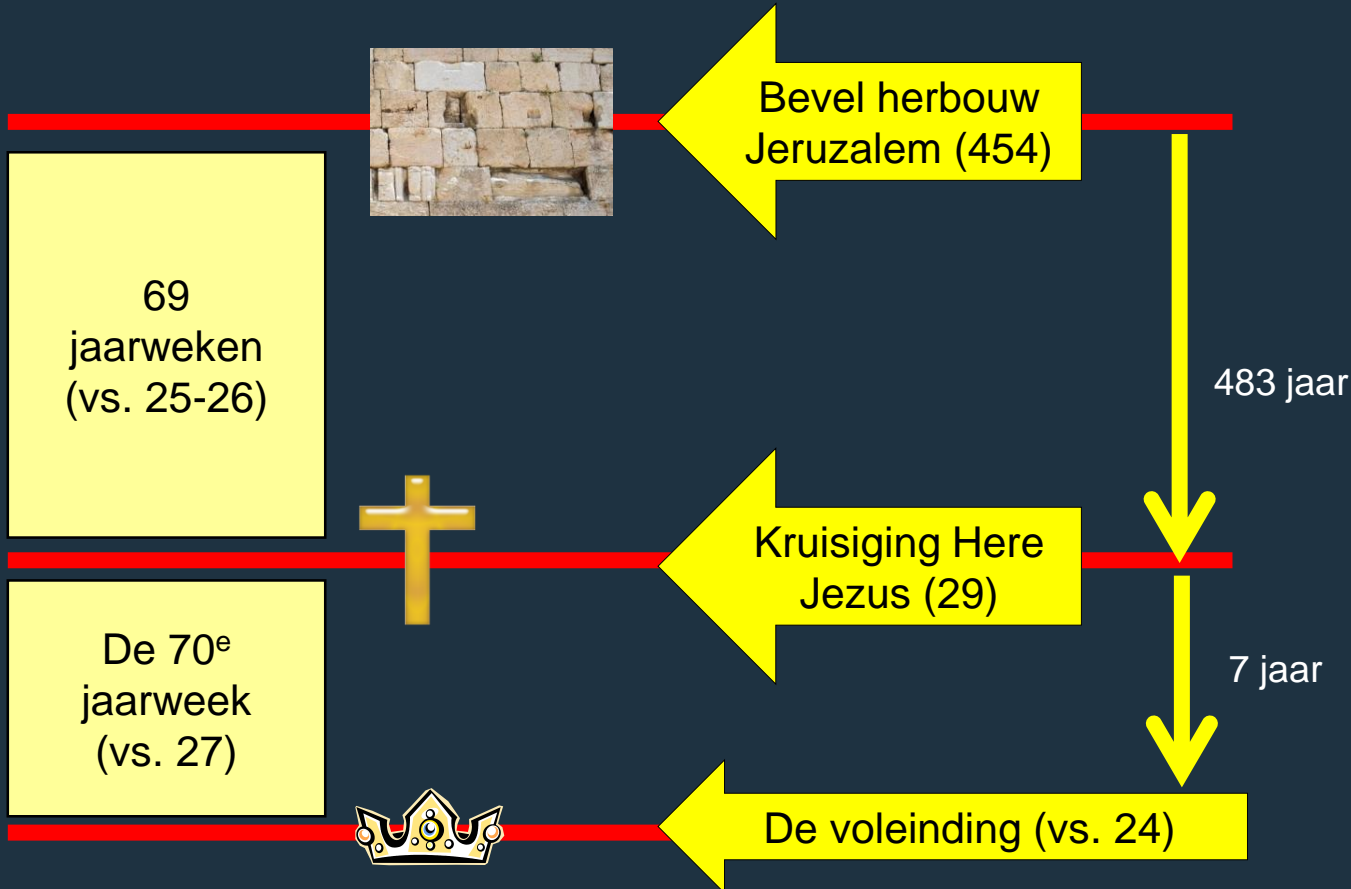 Bevel herbouw
Jeruzalem (454)
69
jaarweken
(vs. 25-26)
483 jaar
Kruisiging Here
Jezus (29)
De 70e
jaarweek
(vs. 27)
7 jaar
De voleinding (vs. 24)